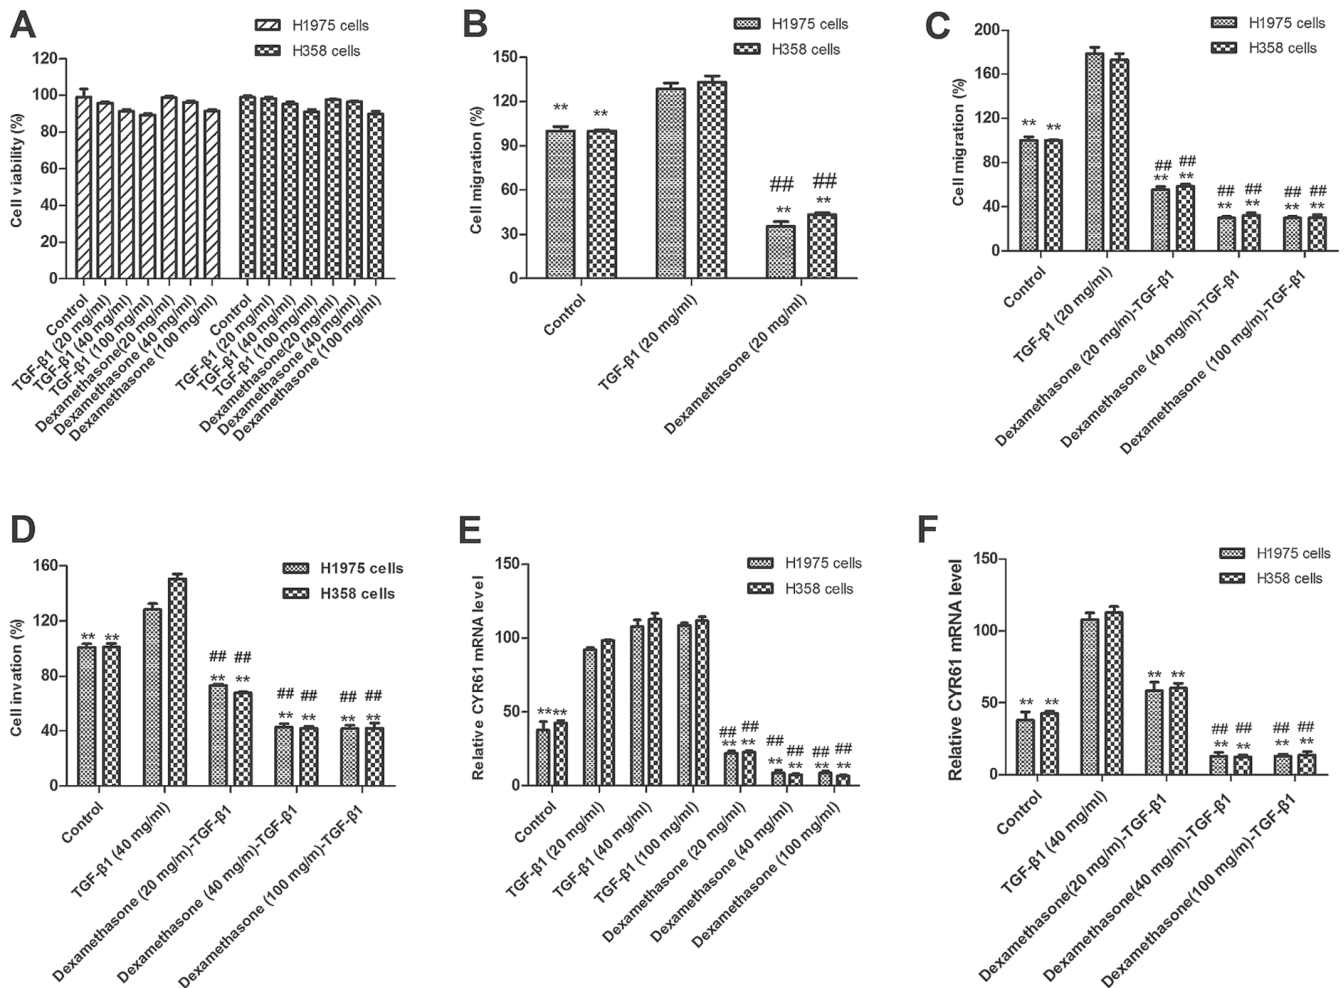 A
H1975 cells
H358 cells
Cell viability (%)
120
100
80
60
40
20
0
Control
TGF-β1 (20 mg/ml)
TGF-β1 (40 mg/ml)
TGF-β1 (100 mg/ml)
Dexamethasone(20 mg/ml)
Dexamethasone (40 mg/ml)
Dexamethasone (100 mg/ml)
Control
TGF-β1 (20 mg/ml)
TGF-β1 (40 mg/ml)
TGF-β1 (100 mg/ml)
Dexamethasone(20 mg/ml)
Dexamethasone (40 mg/ml)
Dexamethasone (100 mg/ml)
B
H1975 cells
H358 cells
Cell migration (%)
150
120
90
60
30
0
** **
## ##
** **
Control
TGF-β1 (20 mg/ml)
Dexamethasone (20 mg/ml)
C
H1975 cells
H358 cells
Cell migration (%)
200
160
120
80
40
0
** **
## ## ## ## ## ##
** ** ** ** ** **
Control
TGF-β1 (20 mg/ml)
Dexamethasone (20 mg/m)-TGF-β1
Dexamethasone (40 mg/m)-TGF-β1
Dexamethasone (100 mg/m)-TGF-β1
D
H1975 cells
H358 cells
Cell invation (%)
160
120
80
40
0
** **
## ## ## ## ## ##
** ** ** ** ** **
Control
TGF-β1 (40 mg/ml)
Dexamethasone (20 mg/m)-TGF-β1
Dexamethasone (40 mg/m)-TGF-β1
Dexamethasone (100 mg/m)-TGF-β1
E
H1975 cells
H358 cells
Relative CYR61 mRNA level
150
100
50
0
** **
## ## ## ## ## ##
** ** ** ** ** **
Control
TGF-β1 (20 mg/ml)
TGF-β1 (40 mg/ml)
TGF-β1 (100 mg/ml)
Dexamethasone (20 mg/ml)
Dexamethasone (40 mg/ml)
Dexamethasone (100 mg/ml)
F
H1975 cells
H358 cells
Relative CYR61 mRNA level
150
100
50
0
** ** ** **
## ## ## ##
** ** ** **
Control
TGF-β1 (40 mg/ml)
Dexamethasone(20 mg/m)-TGF-β1
Dexamethasone(40 mg/m)-TGF-β1
Dexamethasone(100 mg/m)-TGF-β1